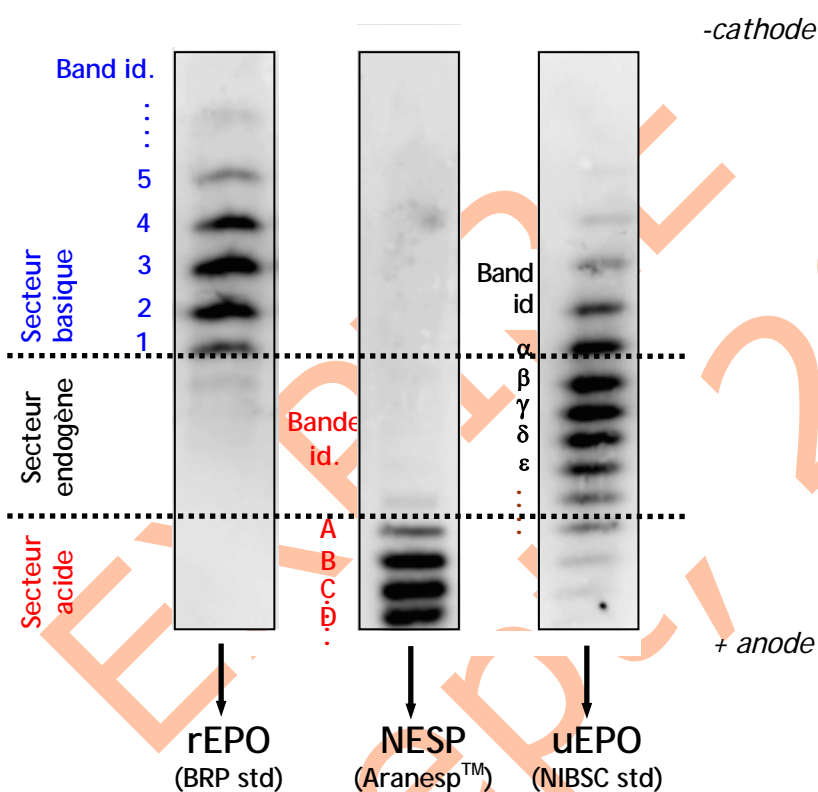 -cathode
Band id.
5
4
3
2
1
Secteur
basique
Band
id
α
β
γ
δ
ε
Secteur
endogène
Bande
id.
A
B
C
D
Secteur
acide
+ anode
rEPO
(BRP std)
NESP
(Aranesp™)
uEPO
(NIBSC std)